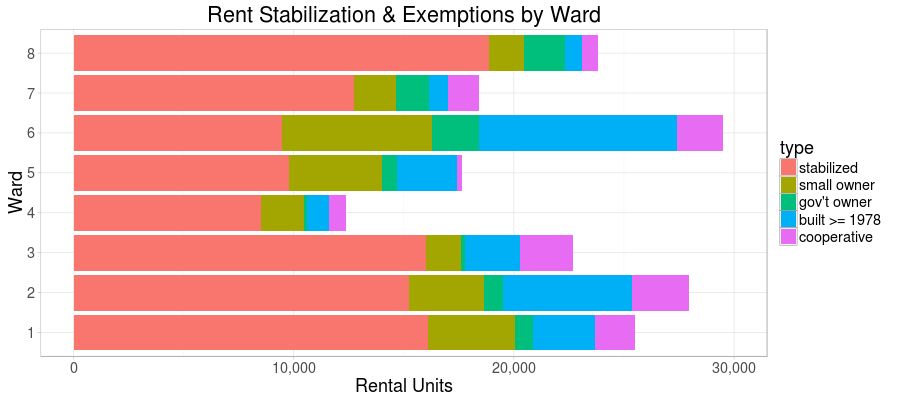 Rent Stabilization & Exemptions by Ward
Ward
8
7
6
5
4
3
2
1
0 10,000 20,000 30,000
Rental Units
type
stabilized
small owner
gov't owner
built >= 1978
cooperative